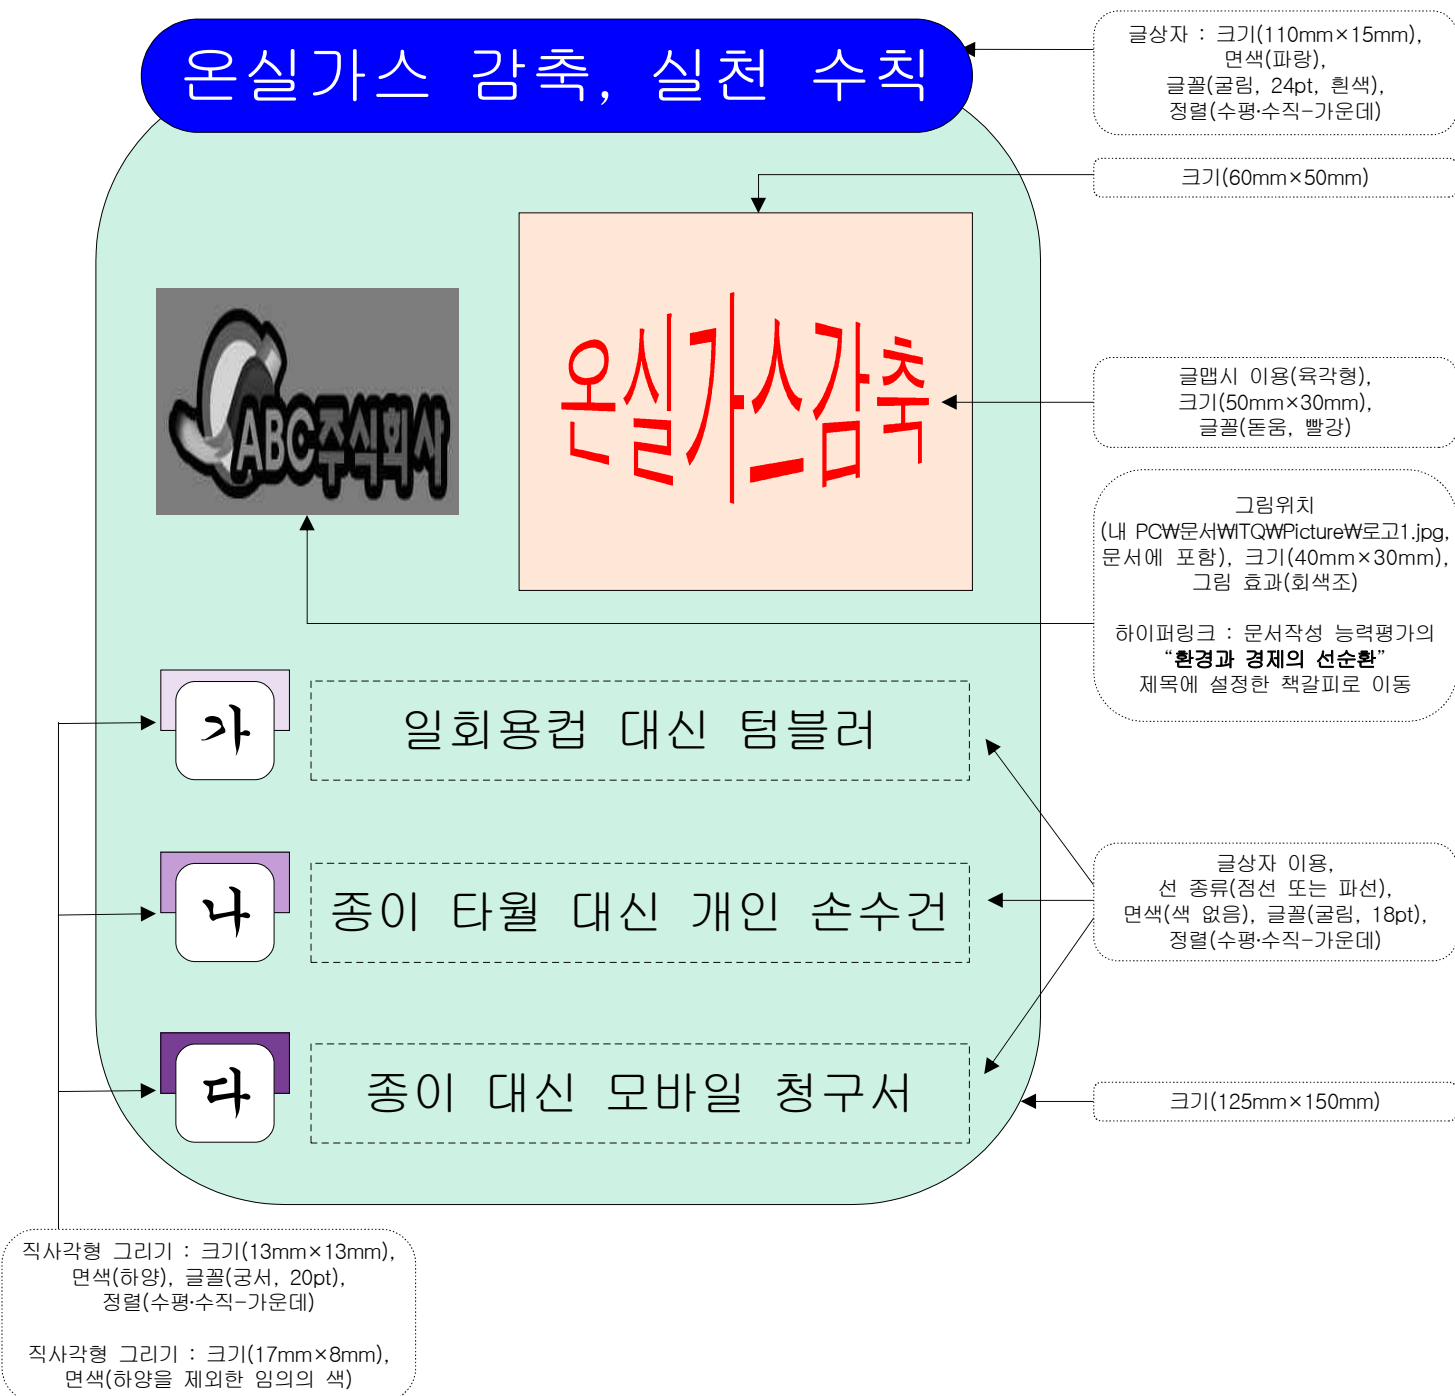 온실가스 감축, 실천 수칙
글상자 : 크기(110mm×15mm),
면색(파랑),
글꼴(굴림, 24pt, 흰색),
정렬(수평·수직-가운데)
크기(60mm×50mm)
온실가스감축
ABC주식회사
글맵시 이용(육각형),
크기(50mm×30mm),
글꼴(돋움, 빨강)
그림위치
(내 PC₩문서₩ITQ₩Picture₩로고1.jpg,
문서에 포함), 크기(40mm×30mm),
그림 효과(회색조)
하이퍼링크 : 문서작성 능력평가의
“환경과 경제의 선순환”
제목에 설정한 책갈피로 이동
가
일회용컵 대신 텀블러
나
종이 타월 대신 개인 손수건
글상자 이용,
선 종류(점선 또는 파선),
면색(색 없음), 글꼴(굴림, 18pt),
정렬(수평·수직-가운데)
다
종이 대신 모바일 청구서
크기(125mm×150mm)
직사각형 그리기 : 크기(13mm×13mm),
면색(하양), 글꼴(궁서, 20pt),
정렬(수평·수직-가운데)
직사각형 그리기 : 크기(17mm×8mm),
면색(하양을 제외한 임의의 색)